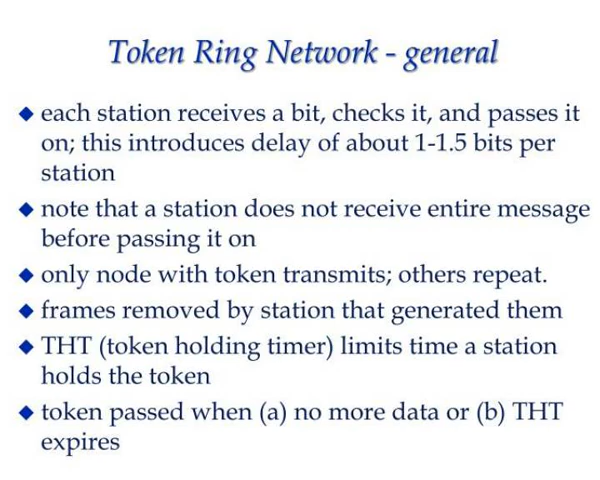 Token Ring Network - general
◆ each station receives a bit, checks it, and passes it
on; this introduces delay of about 1-1.5 bits per
station
◆ note that a station does not receive entire message
before passing it on
◆ only node with token transmits; others repeat.
◆ frames removed by station that generated them
◆ THT (token holding timer) limits time a station
holds the token
◆ token passed when (a) no more data or (b) THT
expires